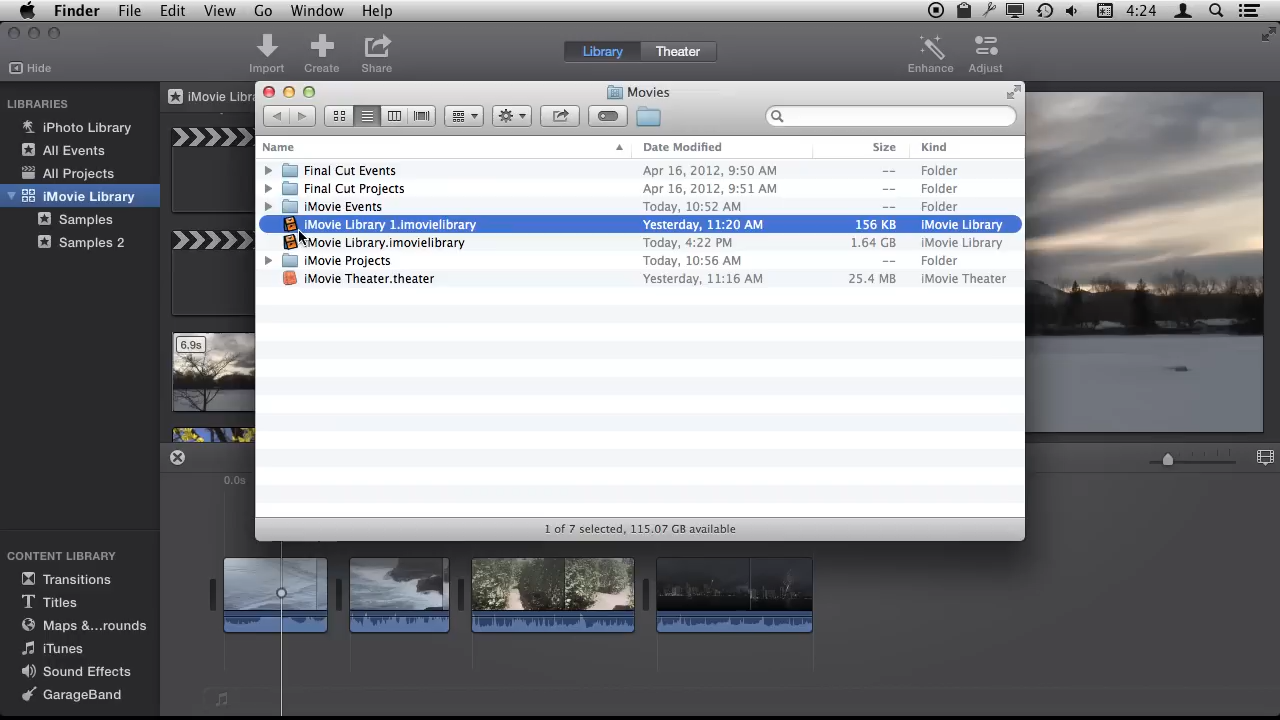 Finder File Edit View Go Window Help 4:24
Hide Import Create Share Library Theater Enhance Adjust
LIBRARIES
iPhoto Library
All Events
All Projects
iMovie Library
Samples
Samples 2
CONTENT LIBRARY
Transitions
Titles
Maps &...rounds
iTunes
Sound Effects
GarageBand
iMovie Libra
6.9s
0.0s
Movies
Name Date Modified Size Kind
Final Cut Events Apr 16, 2012, 9:50 AM -- Folder
Final Cut Projects Apr 16, 2012, 9:51 AM -- Folder
iMovie Events Today, 10:52 AM -- Folder
iMovie Library 1.imovielibrary Yesterday, 11:20 AM 156 KB iMovie Library
iMovie Library.imovielibrary Today, 4:22 PM 1.64 GB iMovie Library
iMovie Projects Today, 10:56 AM -- Folder
iMovie Theater.theater Yesterday, 11:16 AM 25.4 MB iMovie Theater
1 of 7 selected, 115.07 GB available